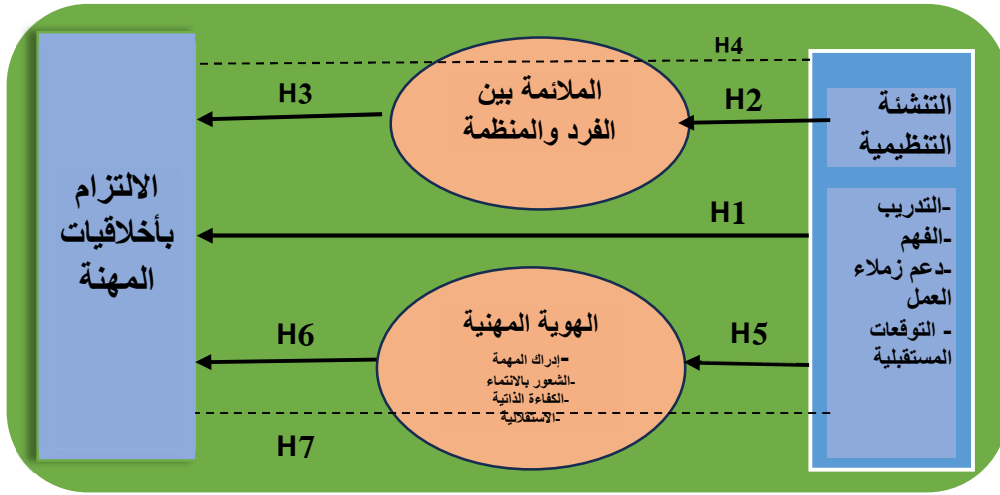 التنشئة
التنظيمية
-التدريب
-الفهم
-دعم زملاء
العمل
- التوقعات
المستقبلية
H4
H2
الملائمة بين
الفرد والمنظمة
H3
H1
H5
الهوية المهنية
-إدراك المهمة
-الشعور بالانتماء
-الكفاءة الذاتية
-الاستقلالية
H6
H7
الالتزام
بأخلاقيات
المهنة